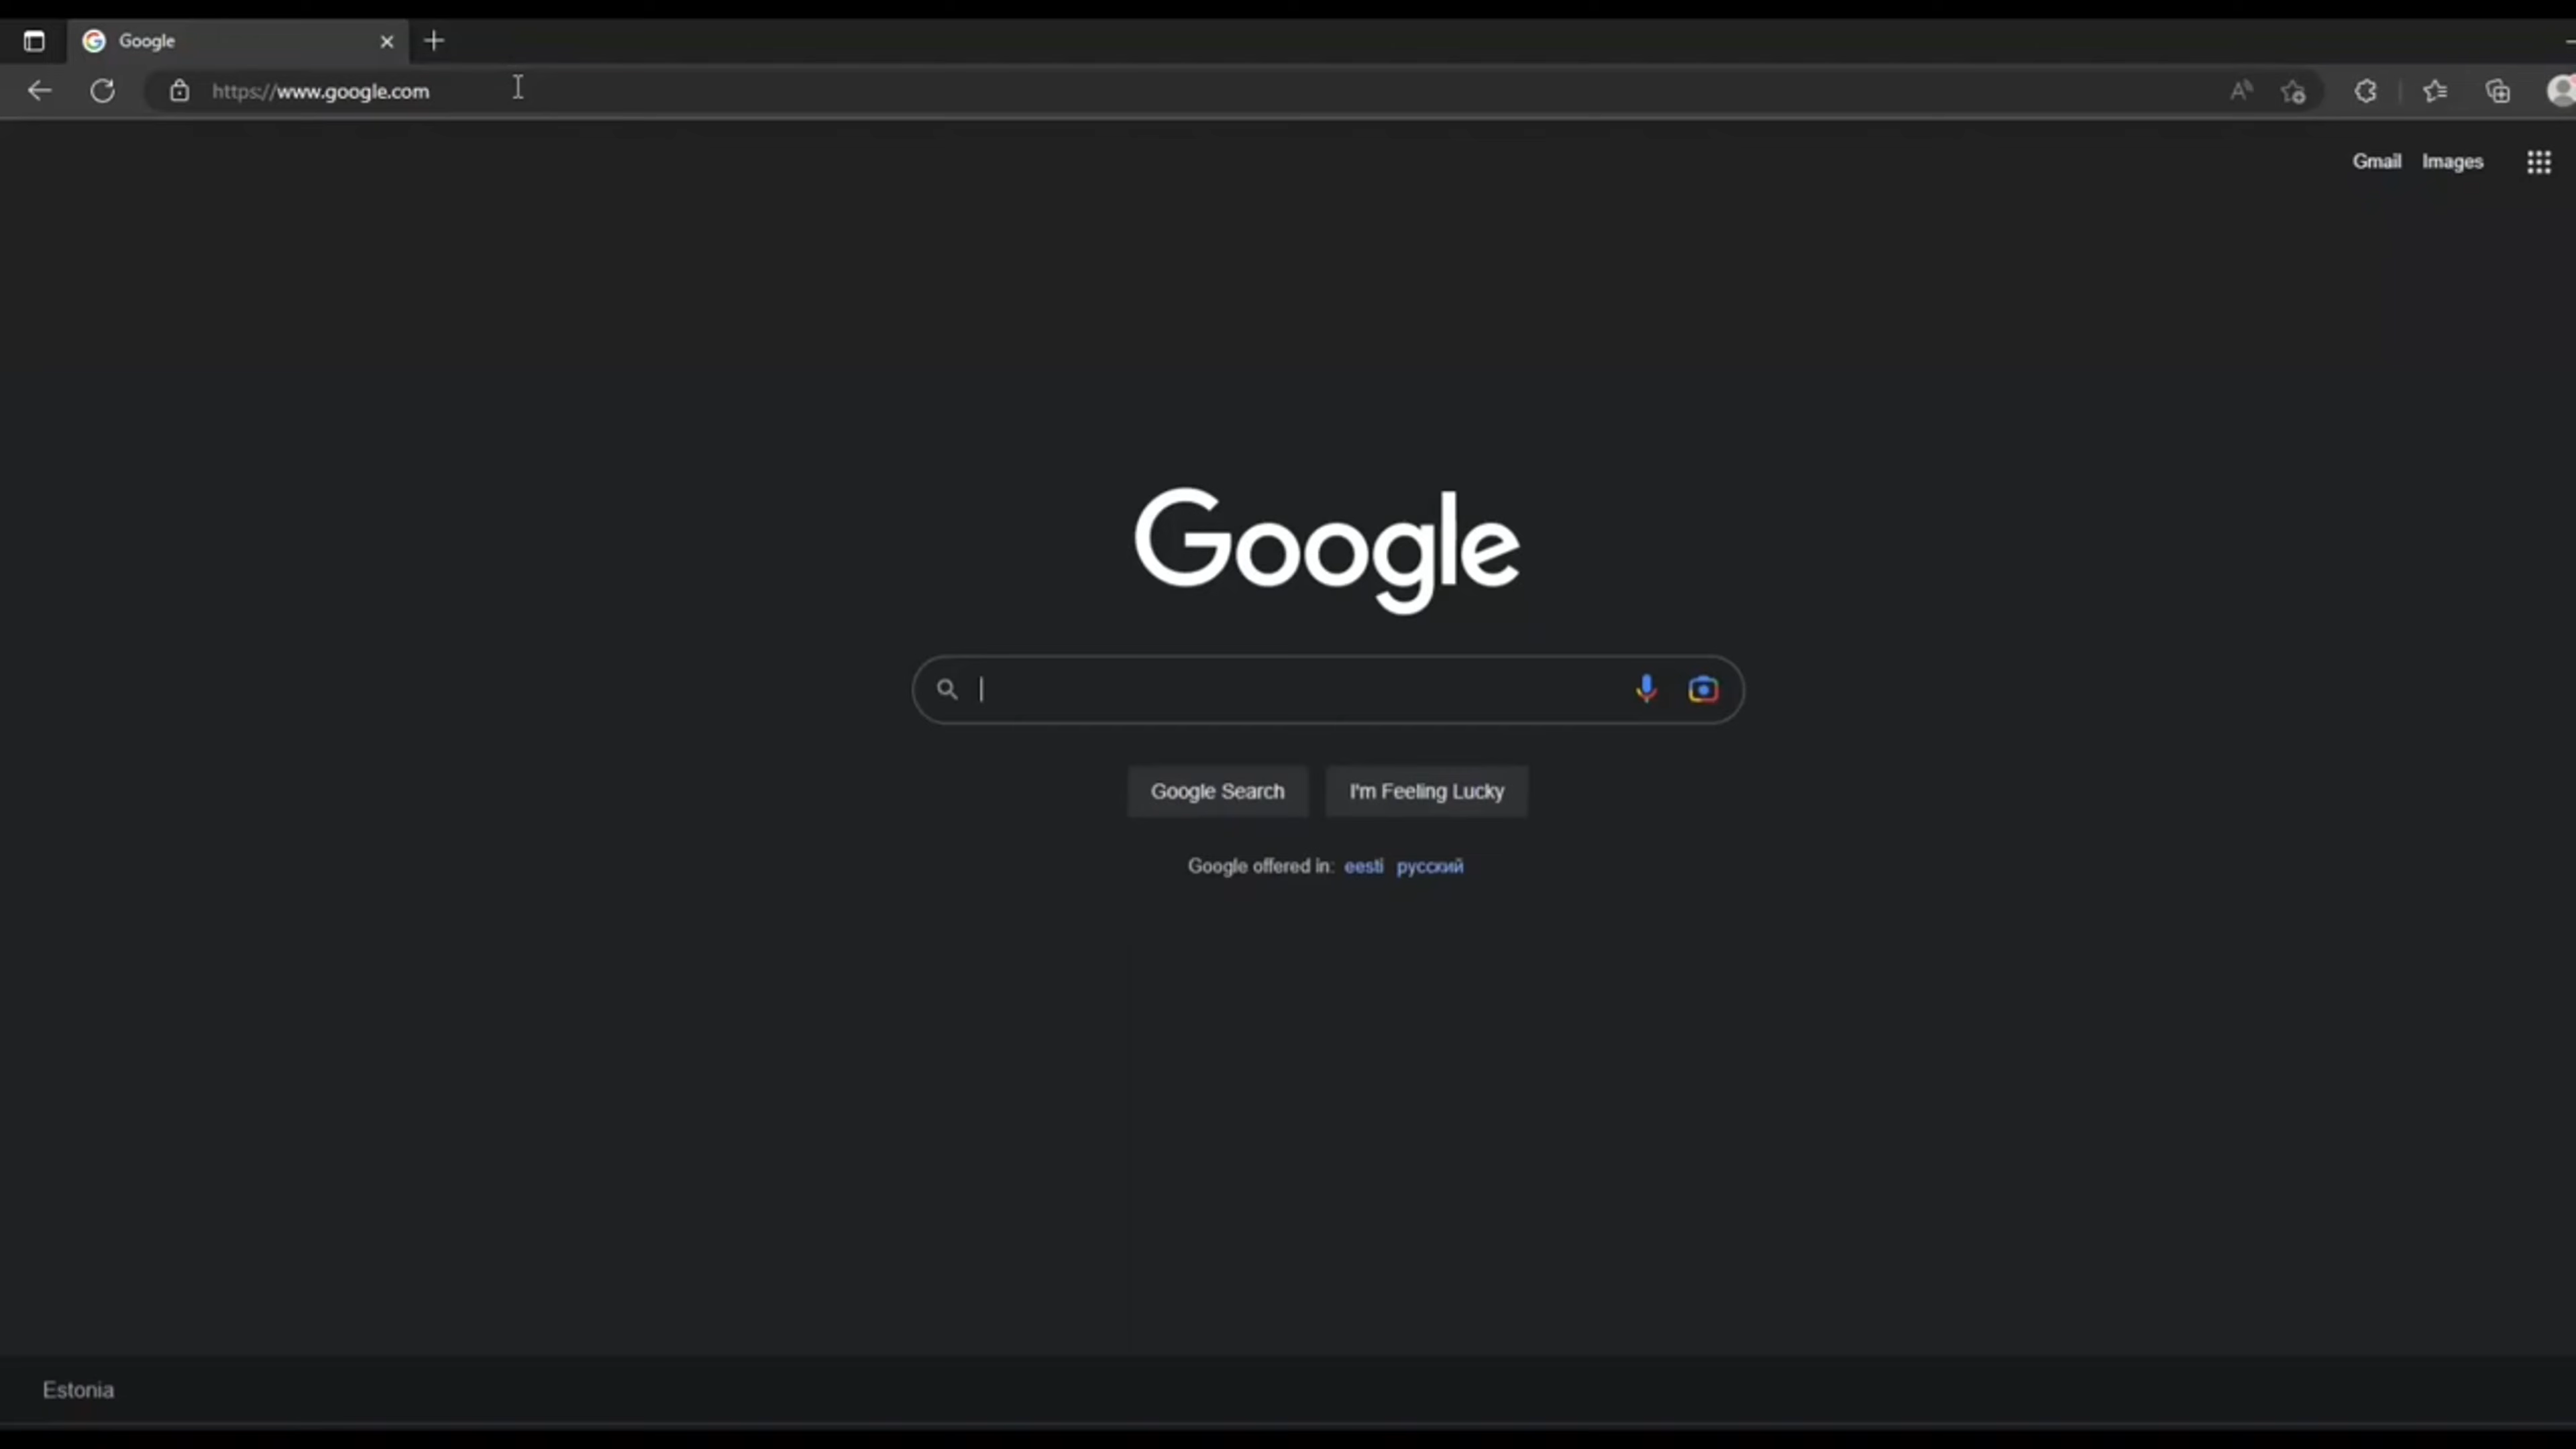 Google
https://www.google.com
Gmail Images
Google
Google Search I'm Feeling Lucky
Google offered in: eesti русский
Estonia